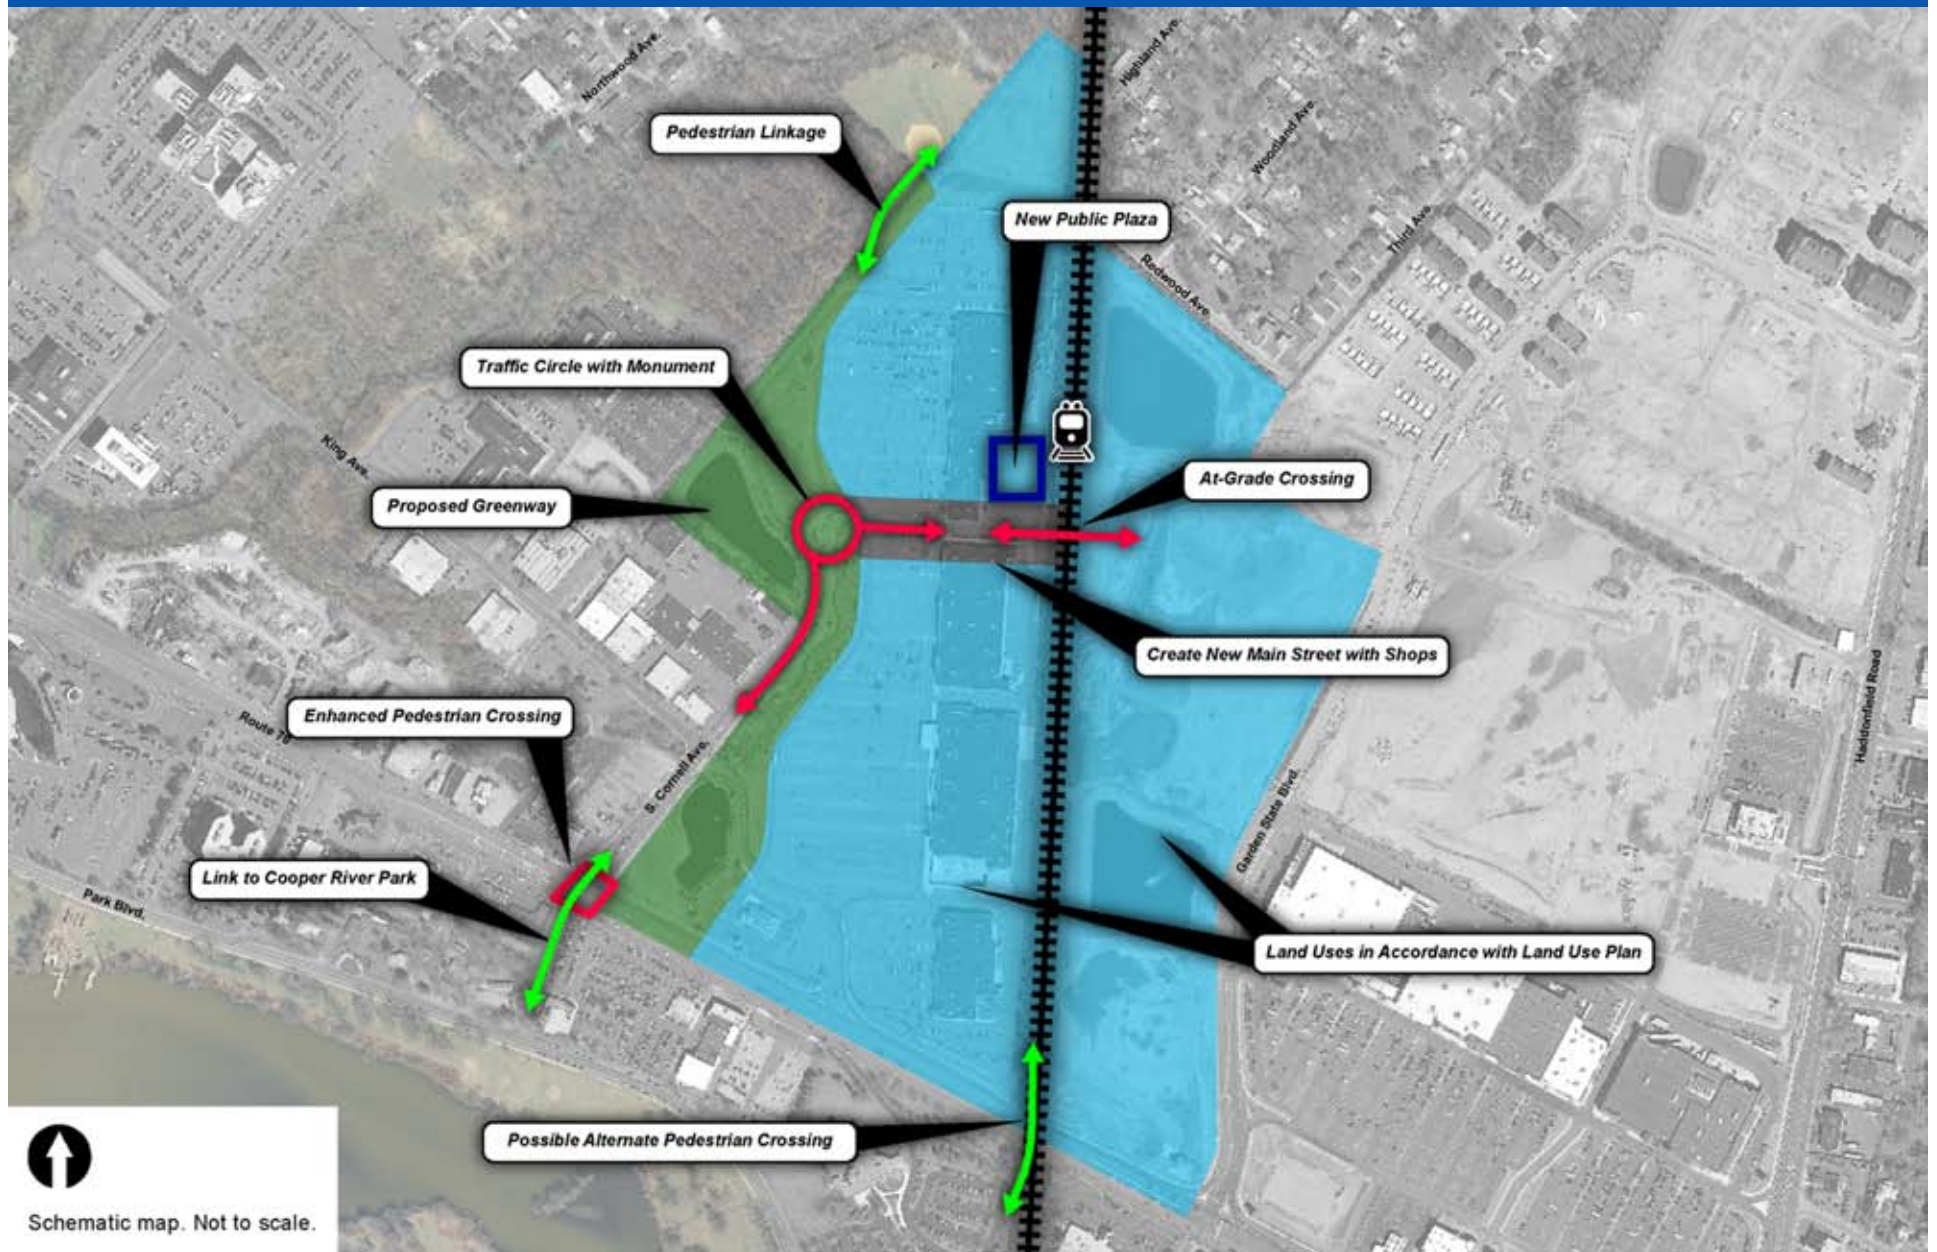 Northwood Ave.
Highland Ave.
Pedestrian Linkage
Woodland Ave.
New Public Plaza
Third Ave.
Redwood Ave.
Traffic Circle with Monument
King Ave.
At-Grade Crossing
Proposed Greenway
Create New Main Street with Shops
Haddonfield Road
Enhanced Pedestrian Crossing
Route 70
S. Cornell Ave.
Garden State Blvd.
Link to Cooper River Park
Park Blvd.
Land Uses in Accordance with Land Use Plan
Possible Alternate Pedestrian Crossing
Schematic map. Not to scale.